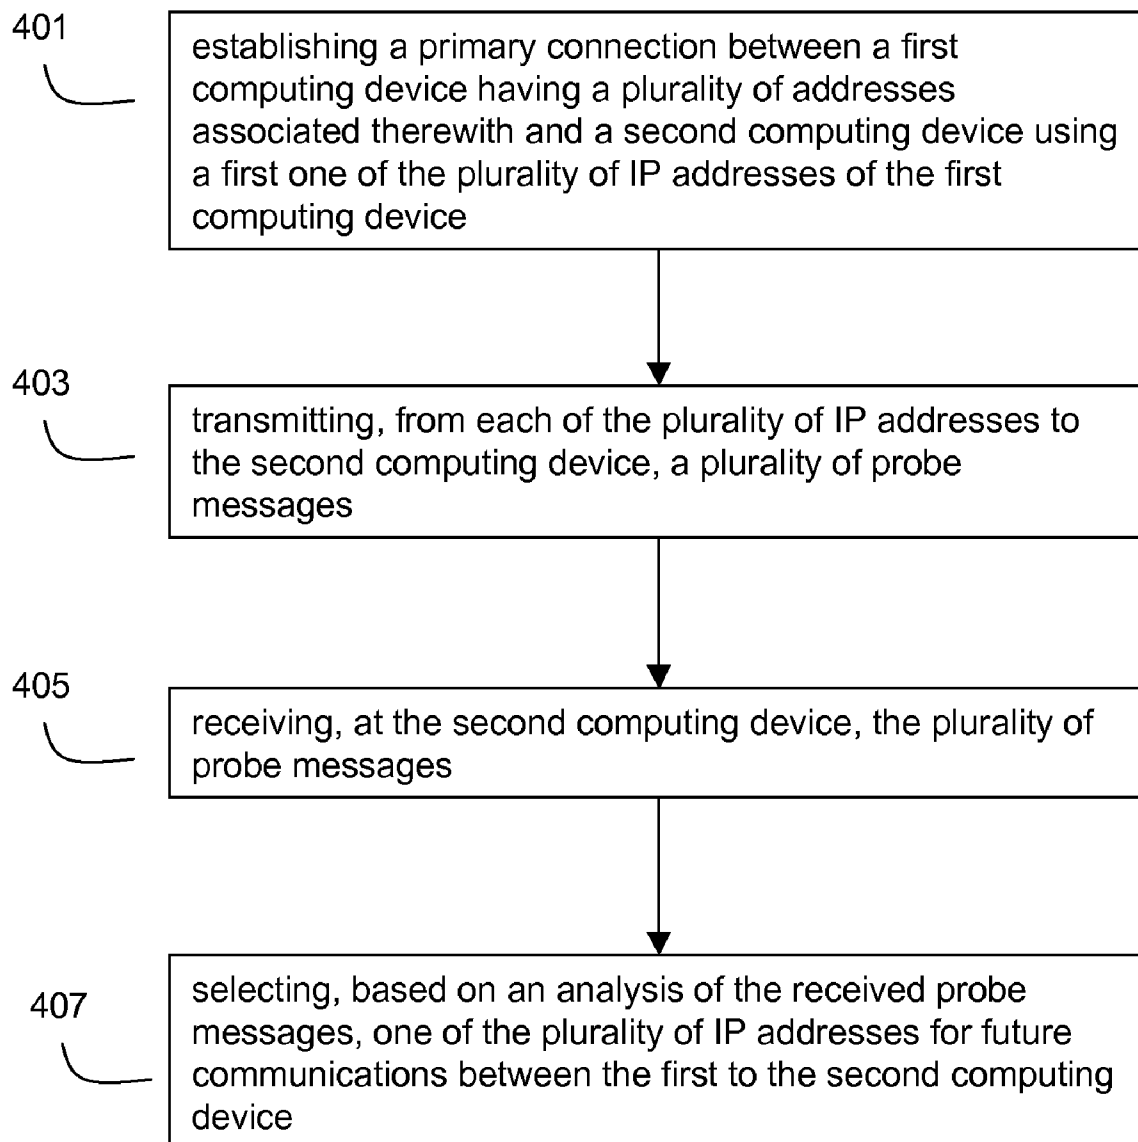 401
establishing a primary connection between a first
computing device having a plurality of addresses
associated therewith and a second computing device using
a first one of the plurality of IP addresses of the first
computing device
403
transmitting, from each of the plurality of IP addresses to
the second computing device, a plurality of probe
messages
405
receiving, at the second computing device, the plurality of
probe messages
407
selecting, based on an analysis of the received probe
messages, one of the plurality of IP addresses for future
communications between the first to the second computing
device